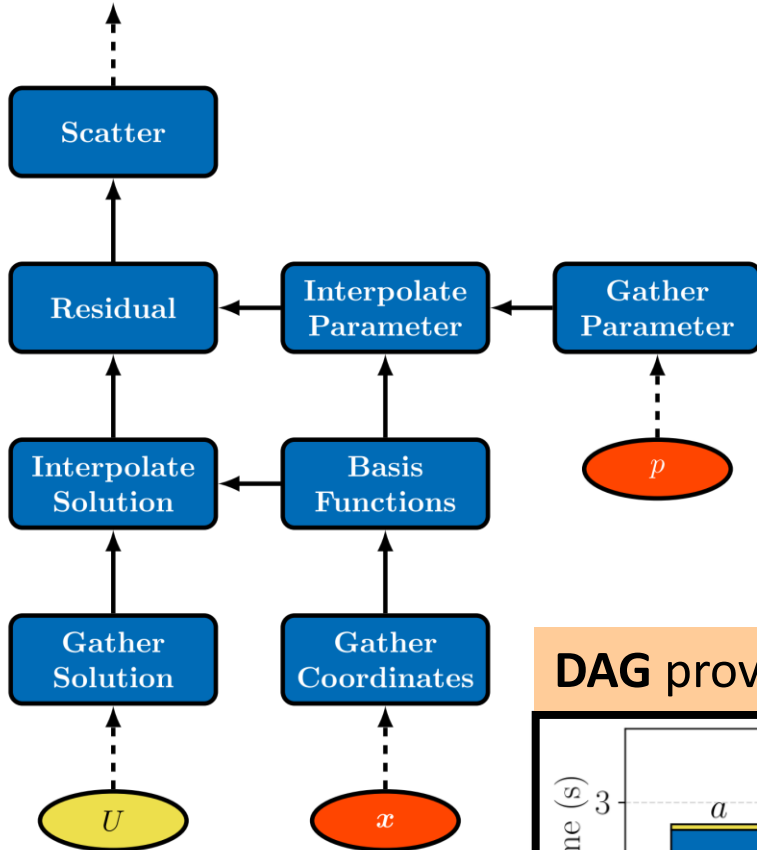 Scatter
Residual
Interpolate
Parameter
Gather
Parameter
Interpolate
Solution
Basis
Functions
p
Gather
Solution
Gather
Coordinates
U
x
DAG
3
a
(s)